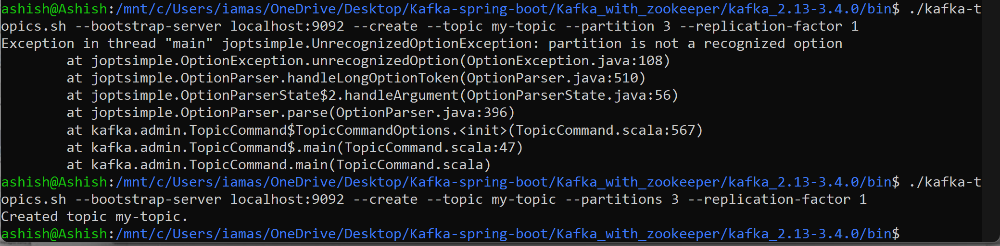 ashish@Ashish:/mnt/c/Users/iamas/OneDrive/Desktop/Kafka-spring-boot/Kafka_with_zookeeper/kafka_2.13-3.4.0/bin$ ./kafka-t
opics.sh --bootstrap-server localhost:9092 --create --topic my-topic --partition 3 --replication-factor 1
Exception in thread "main" joptsimple.UnrecognizedOptionException: partition is not a recognized option
        at joptsimple.OptionException.unrecognizedOption(OptionException.java:108)
        at joptsimple.OptionParser.handleLongOptionToken(OptionParser.java:510)
        at joptsimple.OptionParserState$2.handleArgument(OptionParserState.java:56)
        at joptsimple.OptionParser.parse(OptionParser.java:396)
        at kafka.admin.TopicCommand$TopicCommandOptions.<init>(TopicCommand.scala:567)
        at kafka.admin.TopicCommand$.main(TopicCommand.scala:47)
        at kafka.admin.TopicCommand.main(TopicCommand.scala)
ashish@Ashish:/mnt/c/Users/iamas/OneDrive/Desktop/Kafka-spring-boot/Kafka_with_zookeeper/kafka_2.13-3.4.0/bin$ ./kafka-t
opics.sh --bootstrap-server localhost:9092 --create --topic my-topic --partitions 3 --replication-factor 1
Created topic my-topic.
ashish@Ashish:/mnt/c/Users/iamas/OneDrive/Desktop/Kafka-spring-boot/Kafka_with_zookeeper/kafka_2.13-3.4.0/bin$